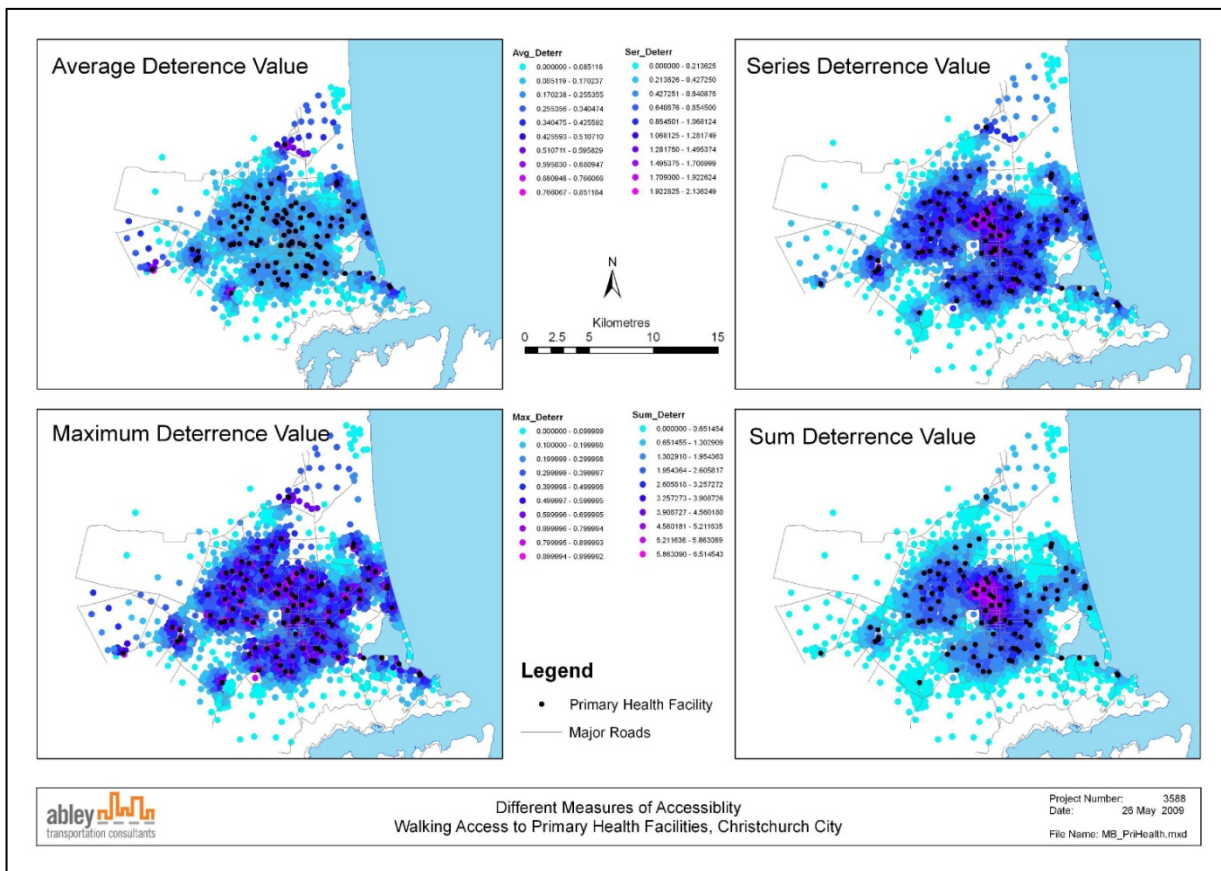 Average Deterence Value
Avg_Deterr
0.000000 - 0.085118
0.085119 - 0.170237
0.170238 - 0.255355
0.255356 - 0.340474
0.340475 - 0.425592
0.425593 - 0.510710
0.510711 - 0.595829
0.595830 - 0.680947
0.680948 - 0.766066
0.766067 - 0.851184
Ser_Deterr
0.000000 - 0.213625
0.213626 - 0.427250
0.427251 - 0.640875
0.640876 - 0.854500
0.854501 - 1.068124
1.068125 - 1.281749
1.281750 - 1.495374
1.495375 - 1.708999
1.709000 - 1.922624
1.922625 - 2.136249
Series Deterrence Value
N
Kilometres
0 2.5 5 10 15
Maximum Deterrence Value
Max_Deterr
0.000000 - 0.099999
0.100000 - 0.199998
0.199999 - 0.299998
0.299999 - 0.399997
0.399998 - 0.499996
0.499997 - 0.599995
0.599996 - 0.699995
0.699996 - 0.799994
0.799995 - 0.899993
0.899994 - 0.999992
Sum_Deterr
0.000000 - 0.651454
0.651455 - 1.302909
1.302910 - 1.954363
1.954364 - 2.605817
2.605818 - 3.257272
3.257273 - 3.908726
3.908727 - 4.560180
4.560181 - 5.211635
5.211636 - 5.863089
5.863090 - 6.514543
Sum Deterrence Value
Legend
Primary Health Facility
Major Roads
abley
transportation consultants
Different Measures of Accessiblity
Walking Access to Primary Health Facilities, Christchurch City
Project Number: 3588
Date: 26 May 2009
File Name: MB_PriHealth.mxd